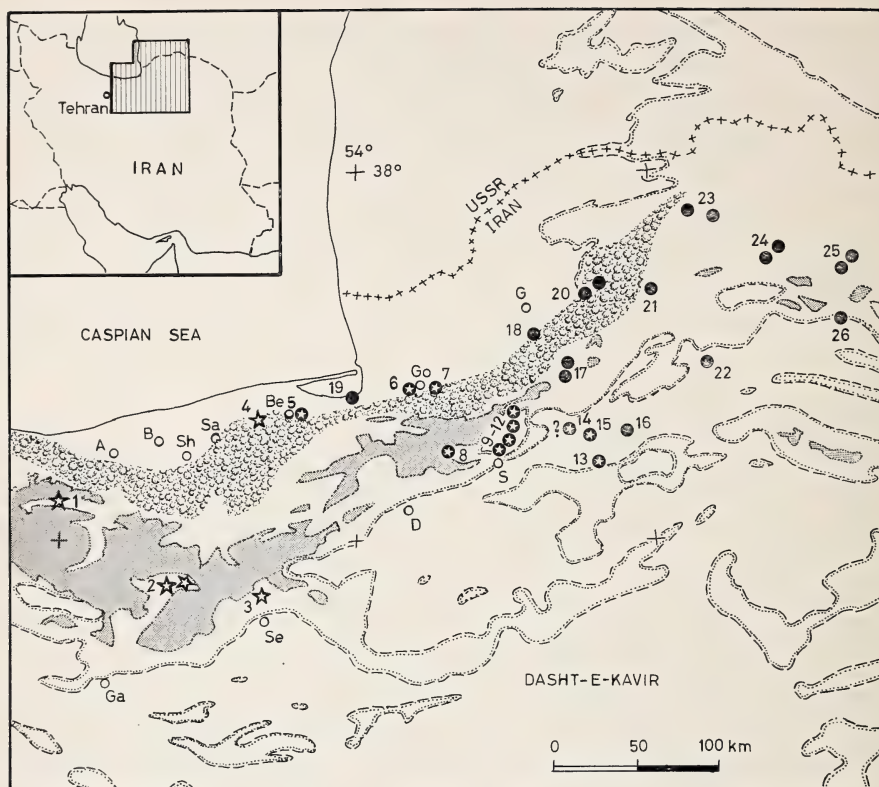 Tehran
IRAN
54°
38°
USSR
IRAN
23
24
25
G
20
21
CASPIAN SEA
18
26
19
Go
6
7
17
22
Be
4
5
Sa
B
9-12
?
14
15
16
A
Sh
8
S
13
1
D
2
3
Se
Ga
DASHT-E-KAVIR
0 50 100 km